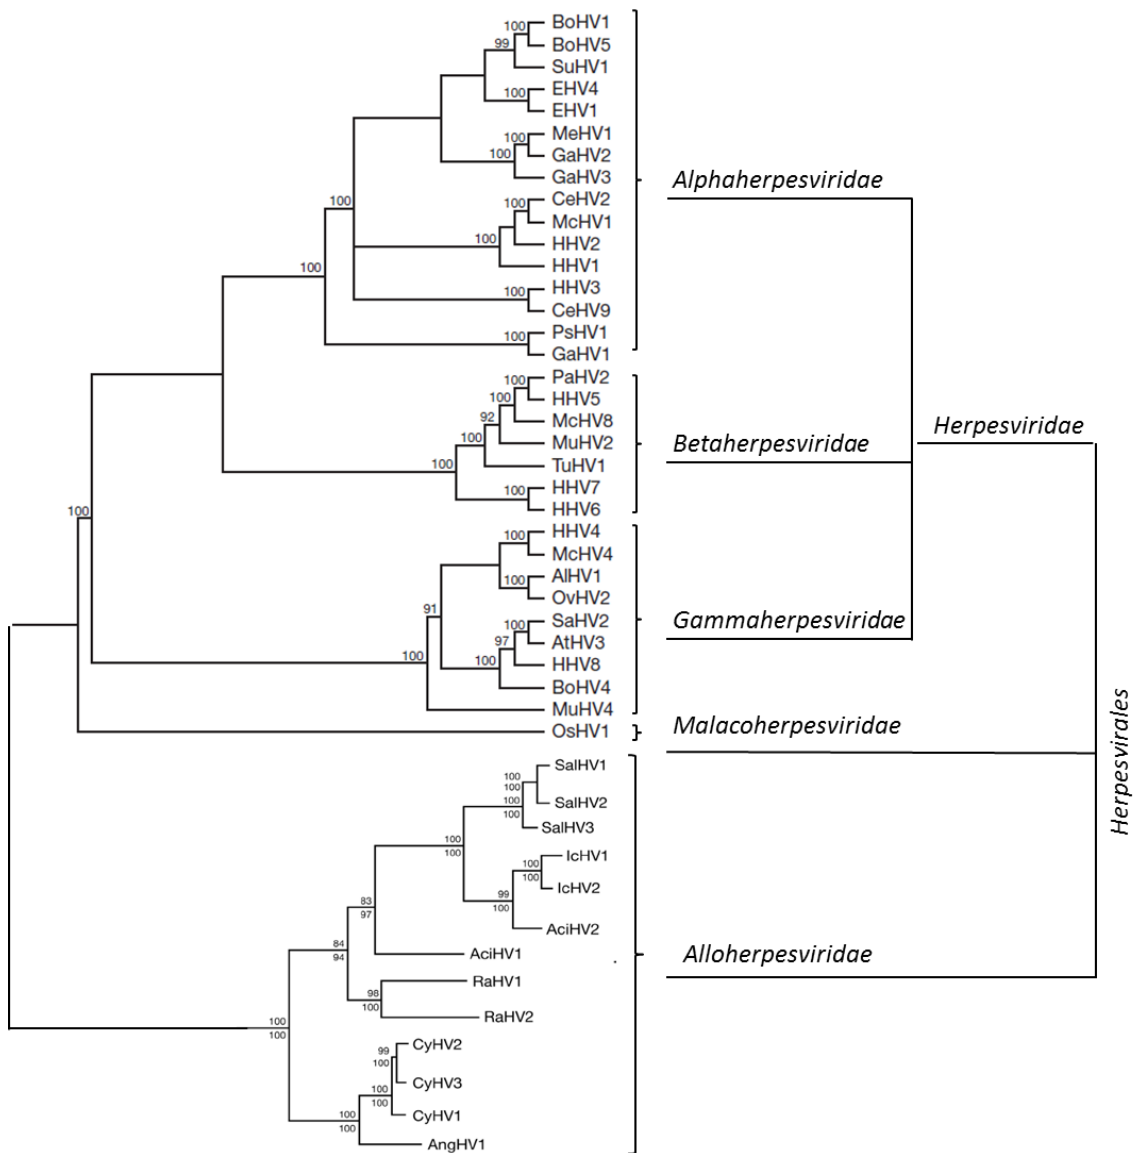 100
BoHV1
99
BoHV5
SuHV1
100
EHV4
EHV1
100
MeHV1
100
GaHV2
GaHV3
Alphaherpesviridae
100
CeHV2
100
McHV1
100
HHV2
HHV1
100
100
HHV3
CeHV9
100
PsHV1
GaHV1
100
PaHV2
100
HHV5
92
McHV8
100
MuHV2
Betaherpesviridae
Herpesviridae
100
TuHV1
100
HHV7
HHV6
100
100
HHV4
McHV4
100
AlHV1
OvHV2
91
100
SaHV2
Gammaherpesviridae
97
AtHV3
100
100
HHV8
BoHV4
MuHV4
OsHV1
Malacoherpesviridae
Herpesvirales
SalHV1
100
100
100
100
SalHV2
SalHV3
100
100
IcHV1
100
100
IcHV2
99
100
AciHV2
83
97
84
94
AciHV1
Alloherpesviridae
RaHV1
98
100
RaHV2
100
100
CyHV2
99
100
CyHV3
100
100
CyHV1
100
100
AngHV1